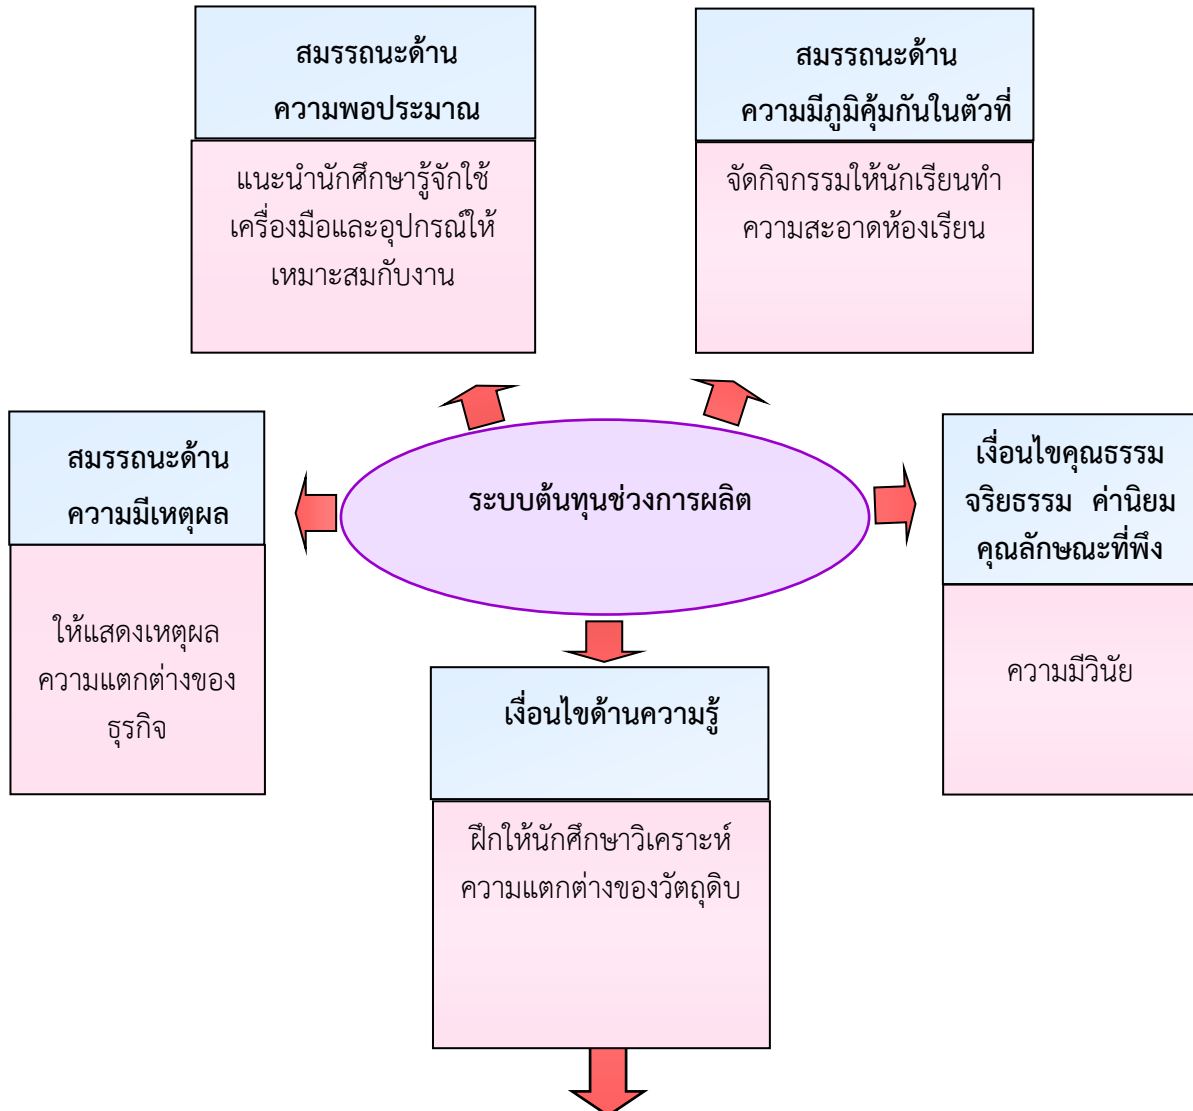 สมรรถนะด้าน
ความพอประมาณ
แนะนำนักศึกษารู้จักใช้
เครื่องมือและอุปกรณ์ให้
เหมาะสมกับงาน
สมรรถนะด้าน
ความมีภูมิคุ้มกันในตัวที่
จัดกิจกรรมให้นักเรียนทำ
ความสะอาดห้องเรียน
สมรรถนะด้าน
ความมีเหตุผล
ให้แสดงเหตุผล
ความแตกต่างของ
ธุรกิจ
ระบบต้นทุนช่วงการผลิต
เงื่อนไขคุณธรรม
จริยธรรม ค่านิยม
คุณลักษณะที่พึง
ความมีวินัย
เงื่อนไขด้านความรู้
ฝึกให้นักศึกษาวิเคราะห์
ความแตกต่างของวัตถุดิบ